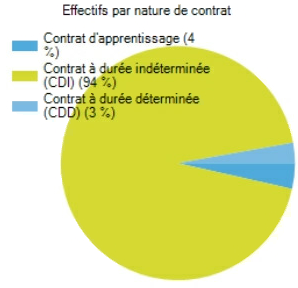 Effectifs par nature de contrat
Contrat d'apprentissage (4
%)
Contrat à durée indéterminée
(CDI) (94 %)
Contrat à durée déterminée
(CDD) (3 %)